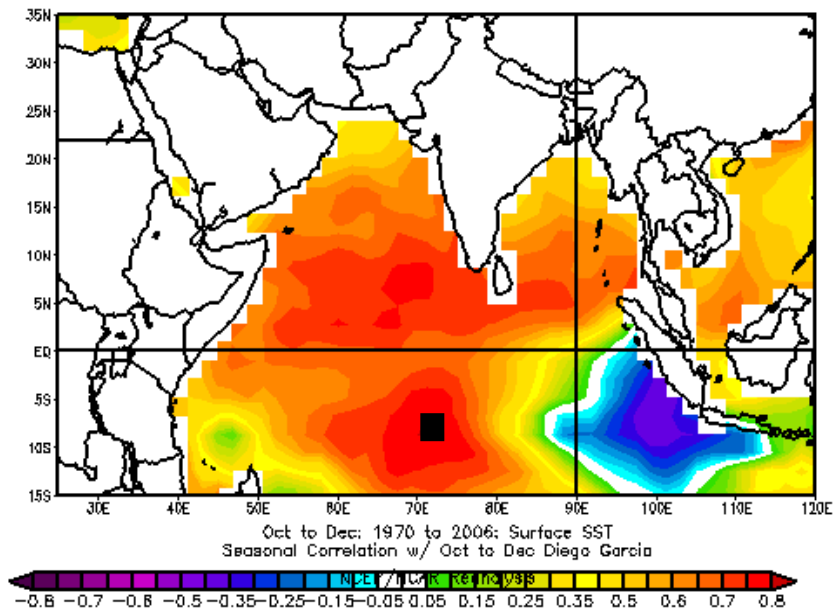 35N
30N
25N
20N
15N
10N
5N
EQ
5S
10S
15S
30E 40E 50E 60E 70E 80E 90E 100E 110E 120E
Oct to Dec: 1970 to 2006: Surface SST
Seasonal Correlation w/ Oct to Dec Diego Garcia
NCEP/NCAR Reanalysis
-0.8 -0.7 -0.6 -0.5 -0.35 -0.25 -0.15 -0.05 0.05 0.15 0.25 0.35 0.5 0.6 0.7 0.8